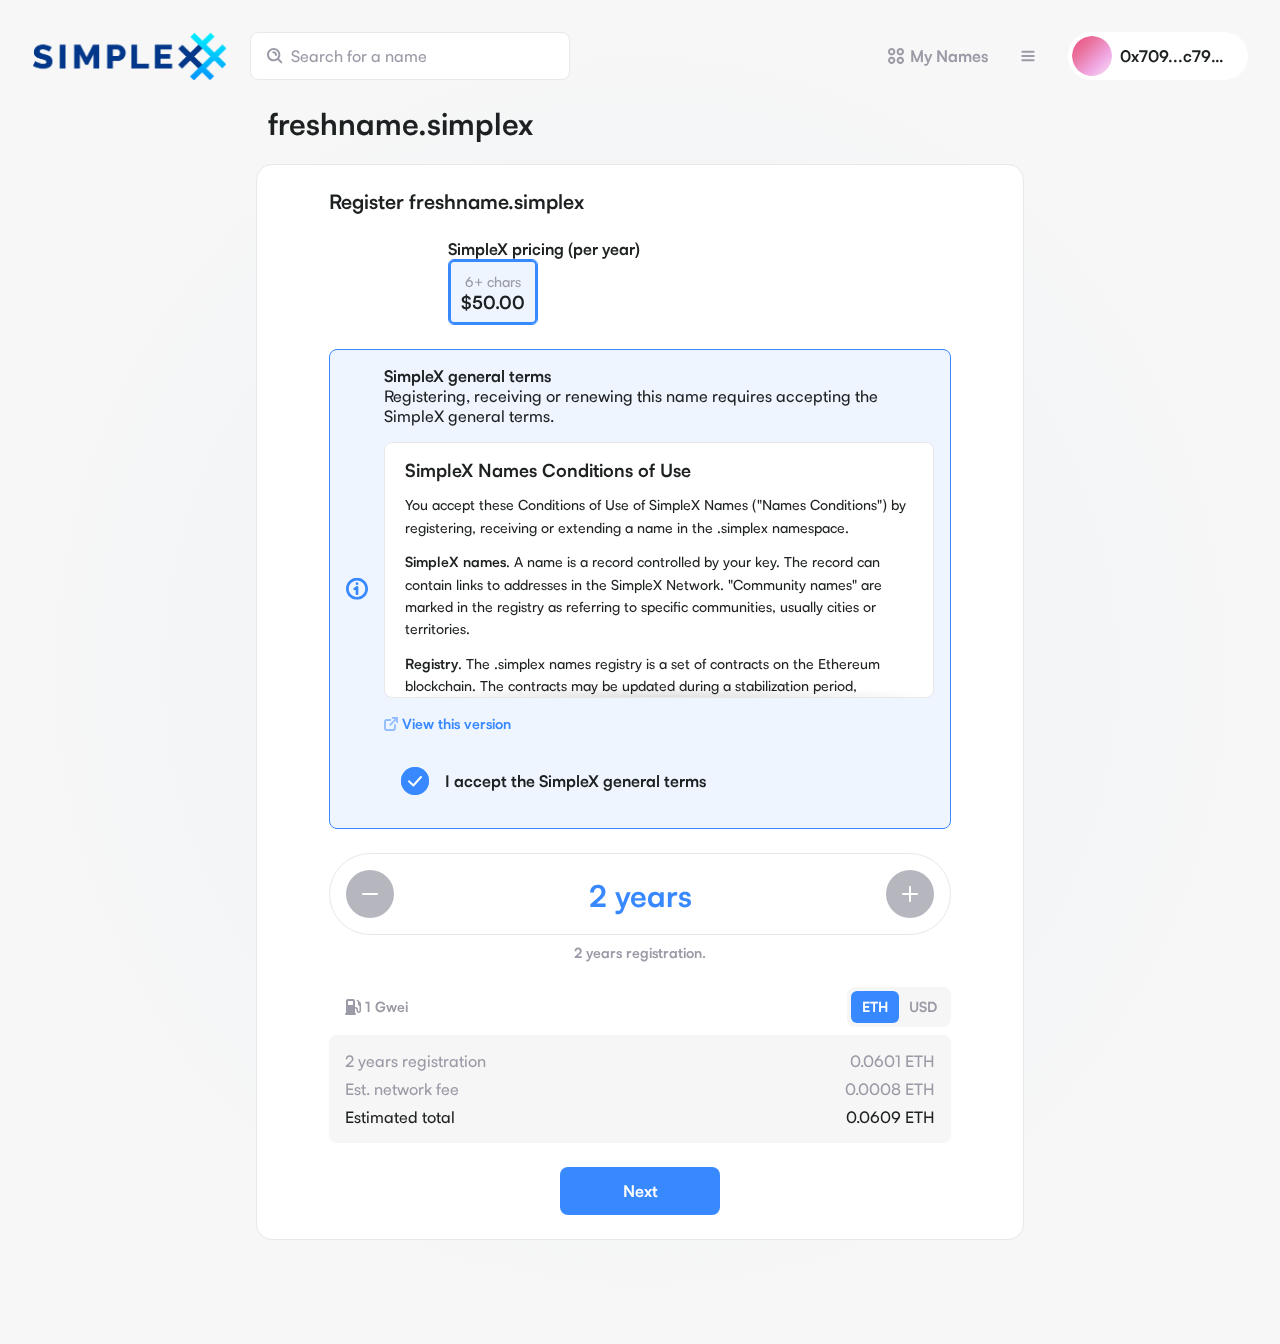 SIMPLEX
Search for a name
My Names
0x709...c79...
freshname.simplex
Register freshname.simplex
SimpleX pricing (per year)
6+ chars
$50.00
SimpleX general terms
Registering, receiving or renewing this name requires accepting the
SimpleX general terms.
SimpleX Names Conditions of Use
You accept these Conditions of Use of SimpleX Names ("Names Conditions") by
registering, receiving or extending a name in the .simplex namespace.
SimpleX names. A name is a record controlled by your key. The record can
contain links to addresses in the SimpleX Network. "Community names" are
marked in the registry as referring to specific communities, usually cities or
territories.
Registry. The .simplex names registry is a set of contracts on the Ethereum
blockchain. The contracts may be updated during a stabilization period,
View this version
I accept the SimpleX general terms
2 years
2 years registration.
1 Gwei
ETH
USD
2 years registration
0.0601 ETH
Est. network fee
0.0008 ETH
Estimated total
0.0609 ETH
Next